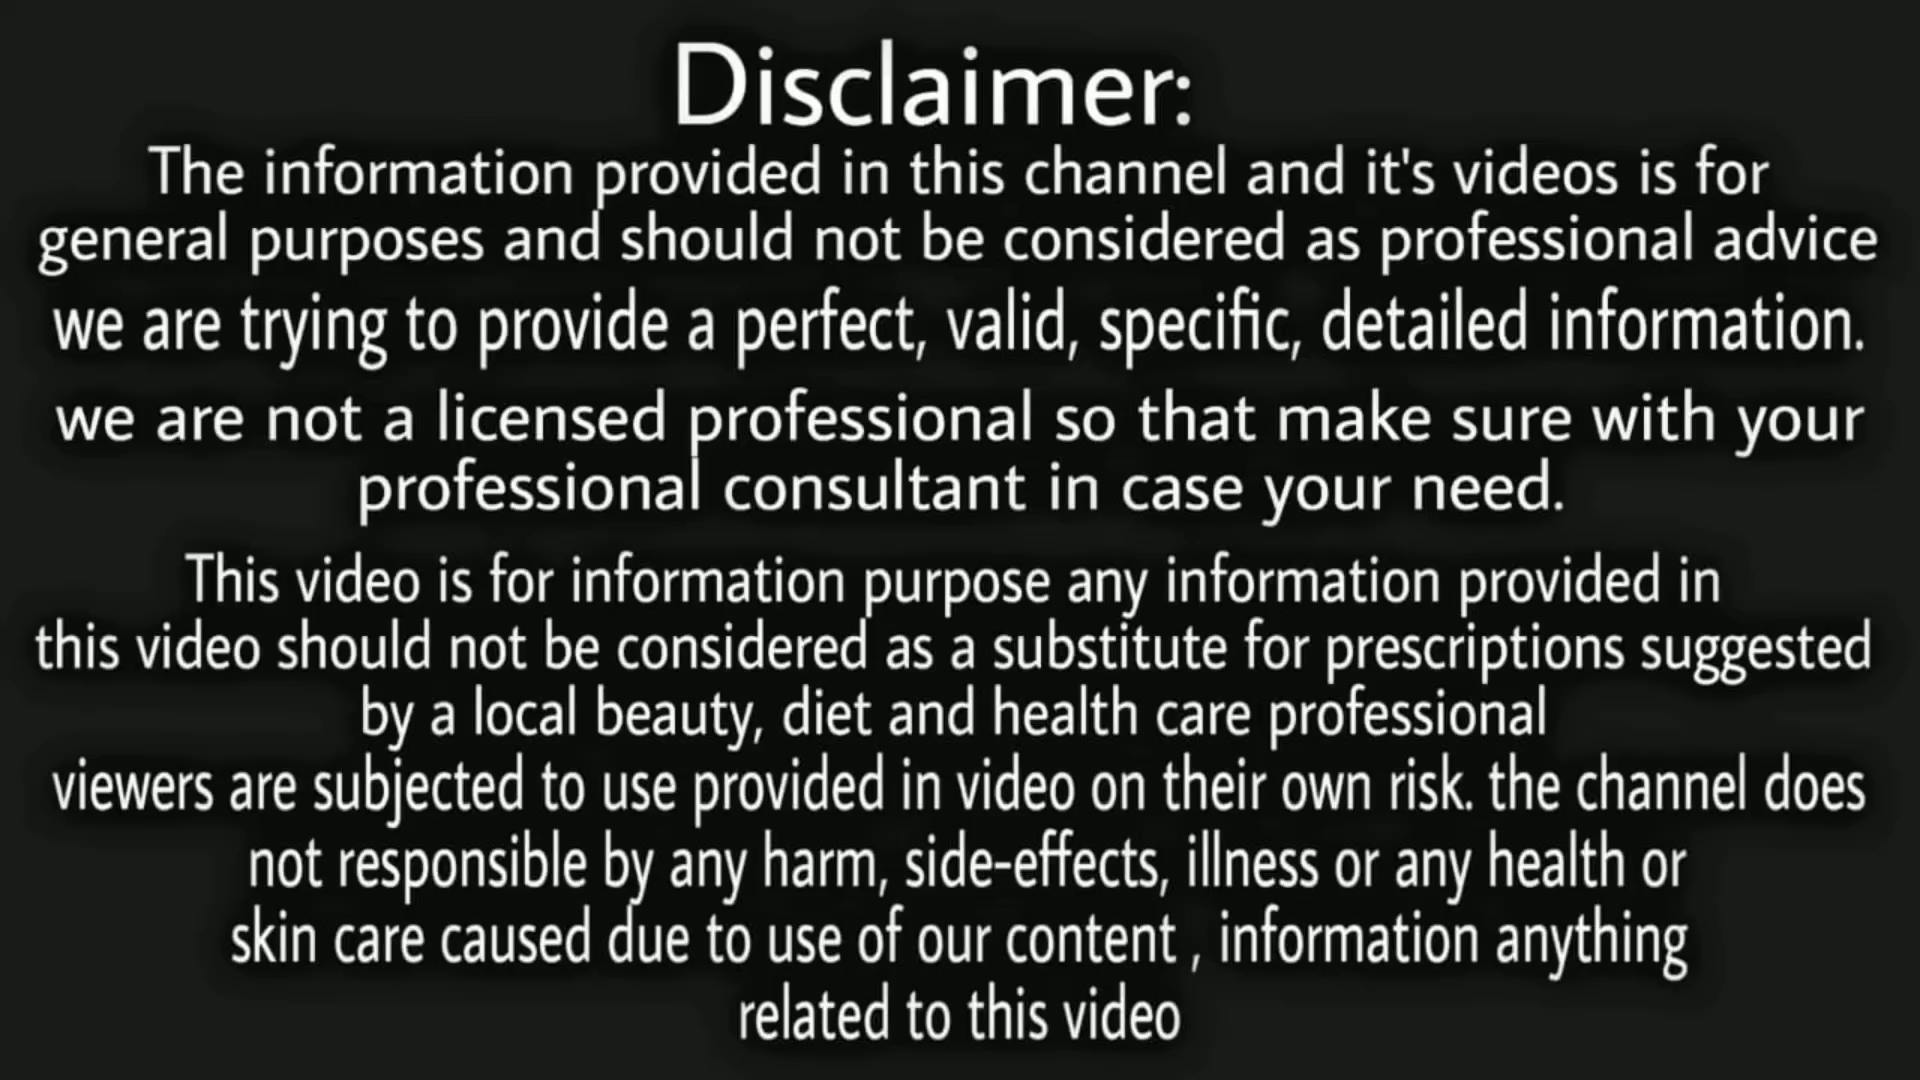 Disclaimer:
The information provided in this channel and it's videos is for
general purposes and should not be considered as professional advice
we are trying to provide a perfect, valid, specific, detailed information.
we are not a licensed professional so that make sure with your
professional consultant in case your need.
This video is for information purpose any information provided in
this video should not be considered as a substitute for prescriptions suggested
by a local beauty, diet and health care professional
viewers are subjected to use provided in video on their own risk. the channel does
not responsible by any harm, side-effects, illness or any health or
skin care caused due to use of our content , information anything
related to this video